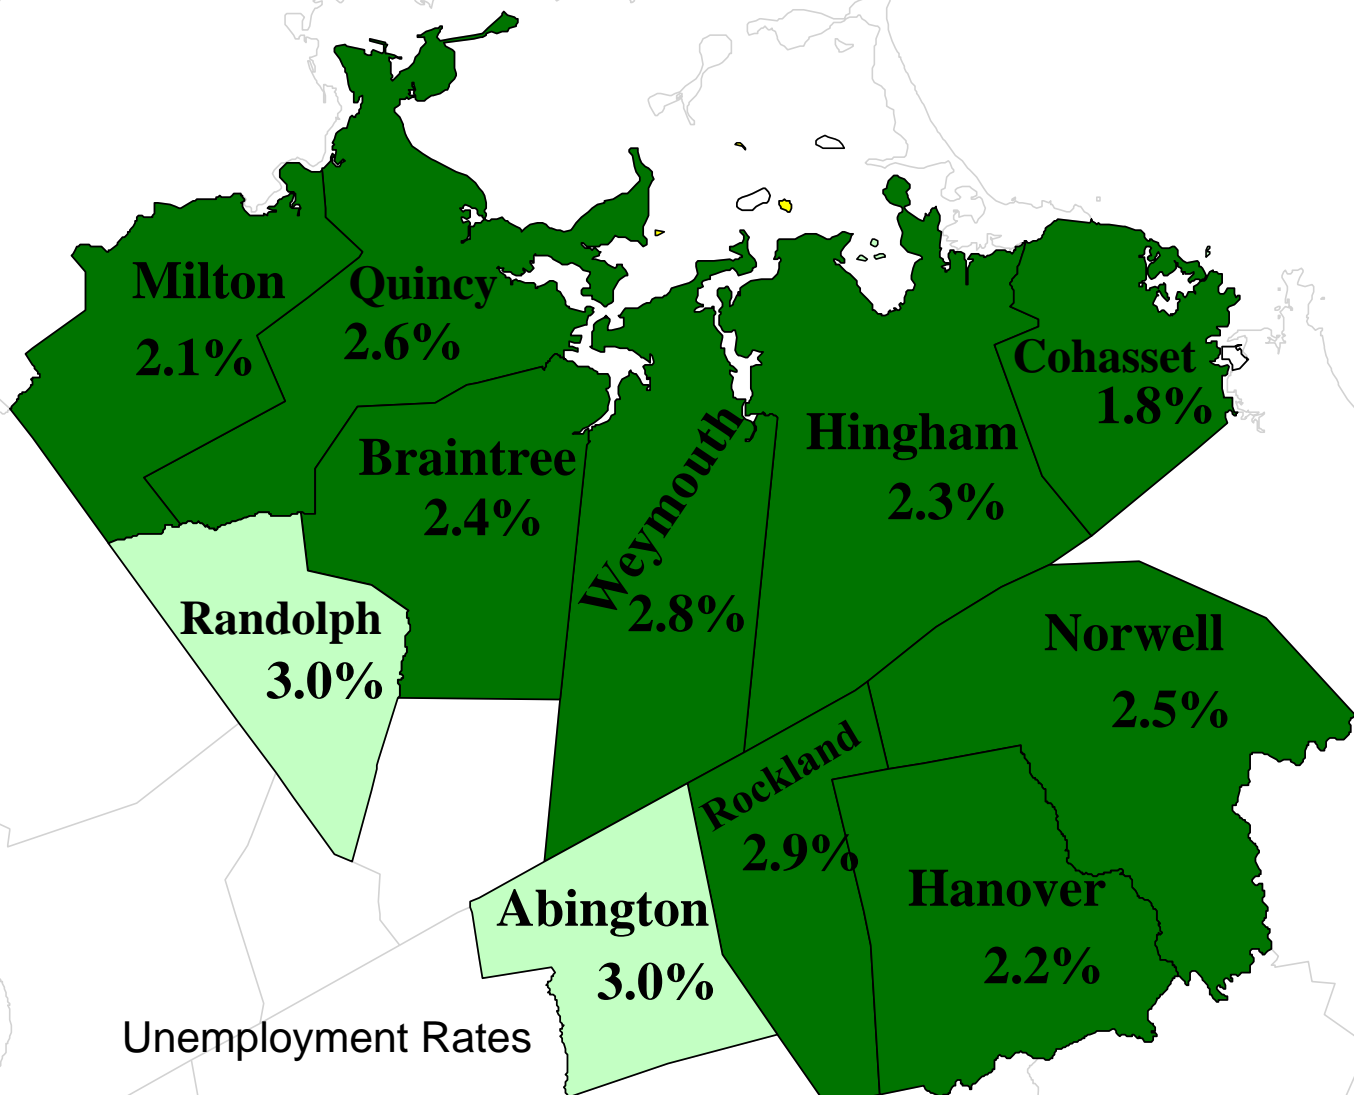 Milton
2.1%
Quincy
2.6%
Cohasset
1.8%
Braintree
2.4%
Weymouth
2.8%
Hingham
2.3%
Randolph
3.0%
Norwell
2.5%
Rockland
2.9%
Hanover
2.2%
Abington
3.0%
Unemployment Rates